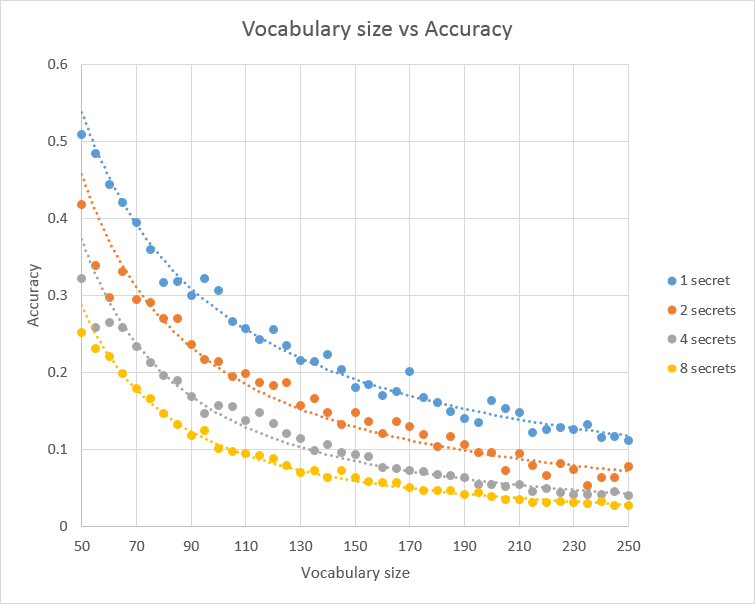 Vocabulary size vs Accuracy
0.6
0.5
0.4
0.3
0.2
0.1
0
Accuracy
50 70 90 110 130 150 170 190 210 230 250
Vocabulary size
1 secret
2 secrets
4 secrets
8 secrets